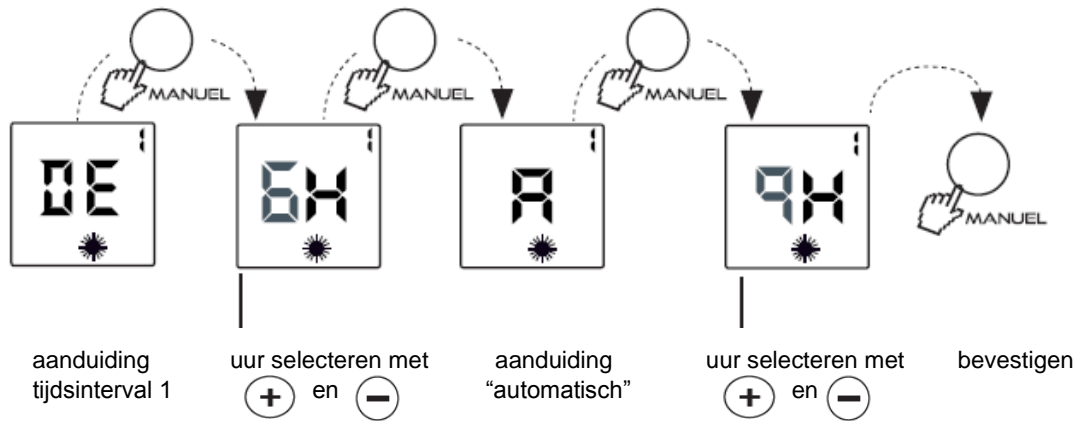 MANUEL MANUEL MANUEL
1 1 1 1
DE 6H A 9H
MANUEL
aanduiding uur selecteren met aanduiding uur selecteren met bevestigen
tijdsinterval 1 + en − “automatisch” + en −